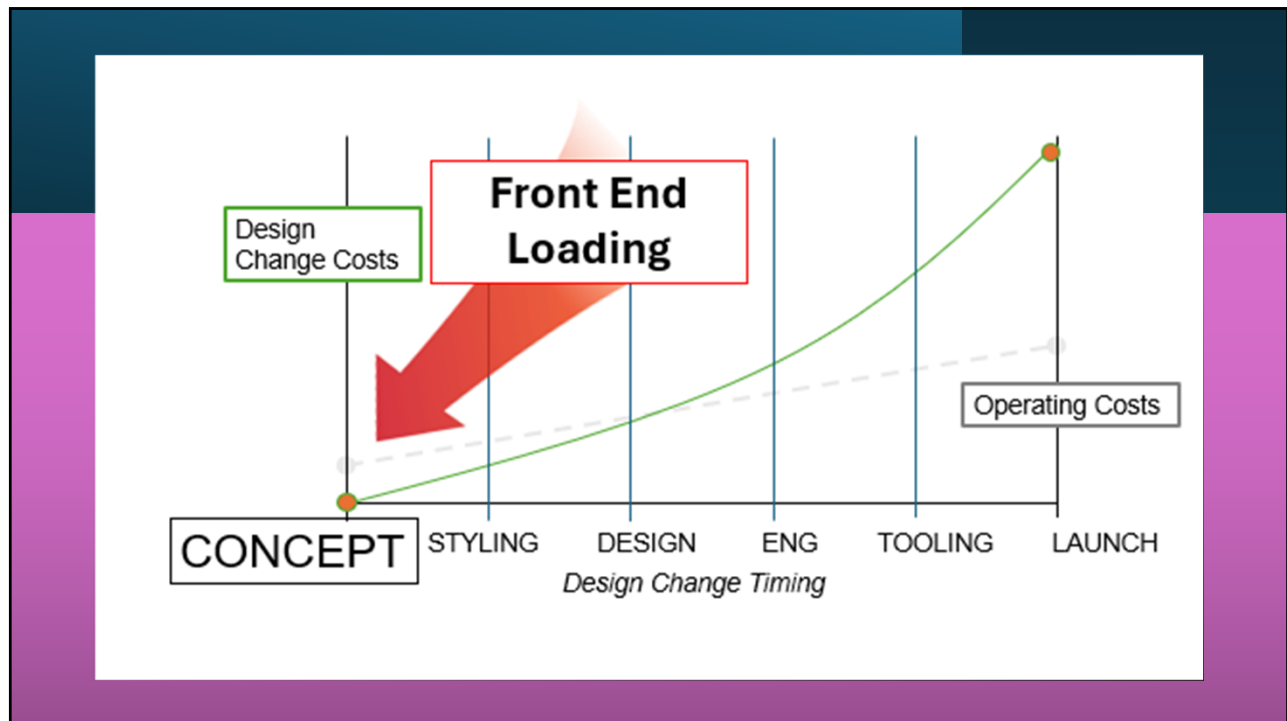 Front End
Loading
Design
Change Costs
Operating Costs
CONCEPT
STYLING
DESIGN
ENG
TOOLING
LAUNCH
Design Change Timing